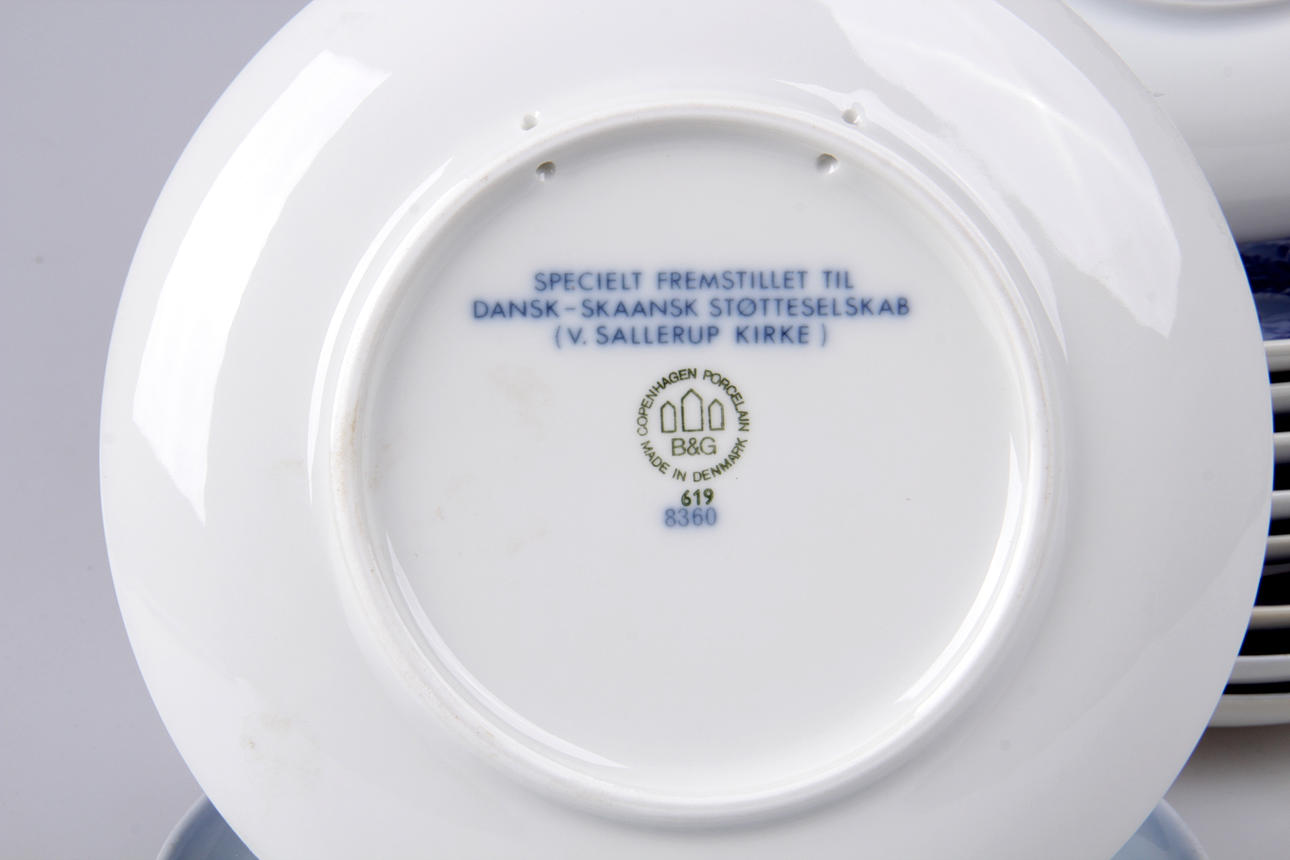 SPECIELT FREMSTILLET TIL
DANSK-SKAANSK STØTTESELSKAB
(V. SALLERUP KIRKE)
COPENHAGEN PORCELAIN
B&G
MADE IN DENMARK
619
8360